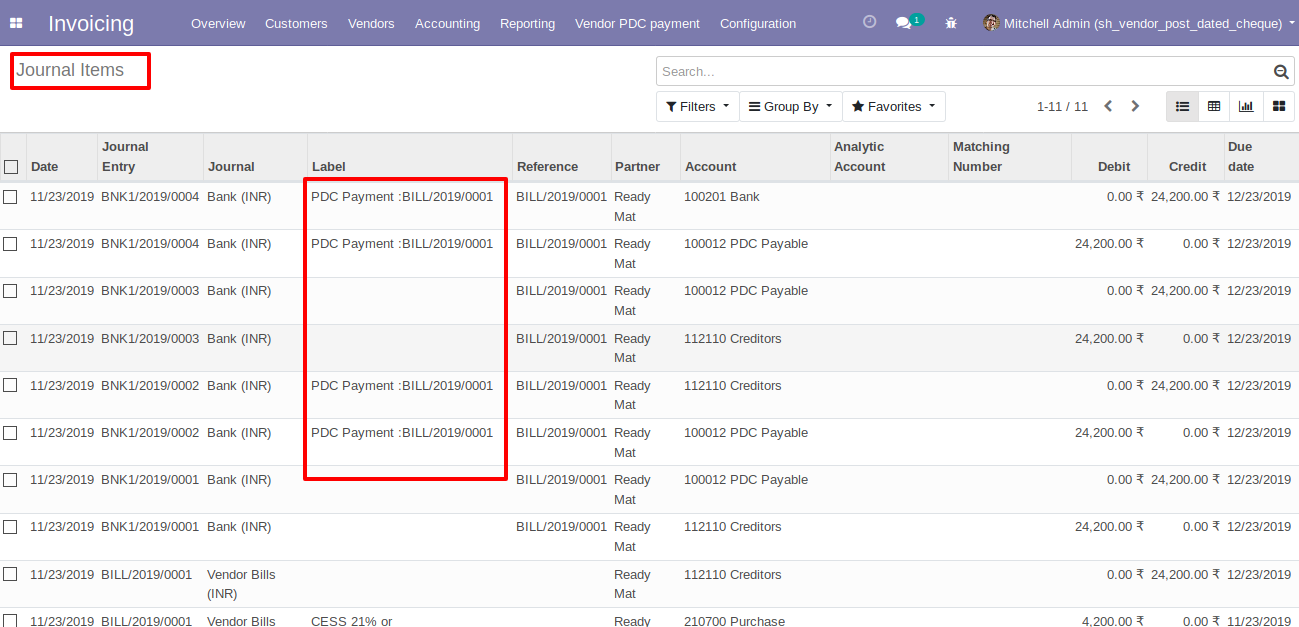 Invoicing Overview Customers Vendors Accounting Reporting Vendor PDC payment Configuration 1 Mitchell Admin (sh_vendor_post_dated_cheque)
Journal Items
Search...
Filters Group By Favorites 1-11 / 11
Date Journal Entry Journal Label Reference Partner Account Analytic Account Matching Number Debit Credit Due date
11/23/2019 BNK1/2019/0004 Bank (INR) PDC Payment :BILL/2019/0001 BILL/2019/0001 Ready Mat 100201 Bank 0.00 ₹ 24,200.00 ₹ 12/23/2019
11/23/2019 BNK1/2019/0004 Bank (INR) PDC Payment :BILL/2019/0001 BILL/2019/0001 Ready Mat 100012 PDC Payable 24,200.00 ₹ 0.00 ₹ 12/23/2019
11/23/2019 BNK1/2019/0003 Bank (INR) BILL/2019/0001 Ready Mat 100012 PDC Payable 0.00 ₹ 24,200.00 ₹ 12/23/2019
11/23/2019 BNK1/2019/0003 Bank (INR) BILL/2019/0001 Ready Mat 112110 Creditors 24,200.00 ₹ 0.00 ₹ 12/23/2019
11/23/2019 BNK1/2019/0002 Bank (INR) PDC Payment :BILL/2019/0001 BILL/2019/0001 Ready Mat 112110 Creditors 0.00 ₹ 24,200.00 ₹ 12/23/2019
11/23/2019 BNK1/2019/0002 Bank (INR) PDC Payment :BILL/2019/0001 BILL/2019/0001 Ready Mat 100012 PDC Payable 24,200.00 ₹ 0.00 ₹ 12/23/2019
11/23/2019 BNK1/2019/0001 Bank (INR) BILL/2019/0001 Ready Mat 100012 PDC Payable 0.00 ₹ 24,200.00 ₹ 12/23/2019
11/23/2019 BNK1/2019/0001 Bank (INR) BILL/2019/0001 Ready Mat 112110 Creditors 24,200.00 ₹ 0.00 ₹ 12/23/2019
11/23/2019 BILL/2019/0001 Vendor Bills (INR) Ready Mat 112110 Creditors 0.00 ₹ 24,200.00 ₹ 12/23/2019
11/23/2019 BILL/2019/0001 Vendor Bills CESS 21% or Ready 210700 Purchase 4,200.00 ₹ 0.00 ₹ 11/23/2019